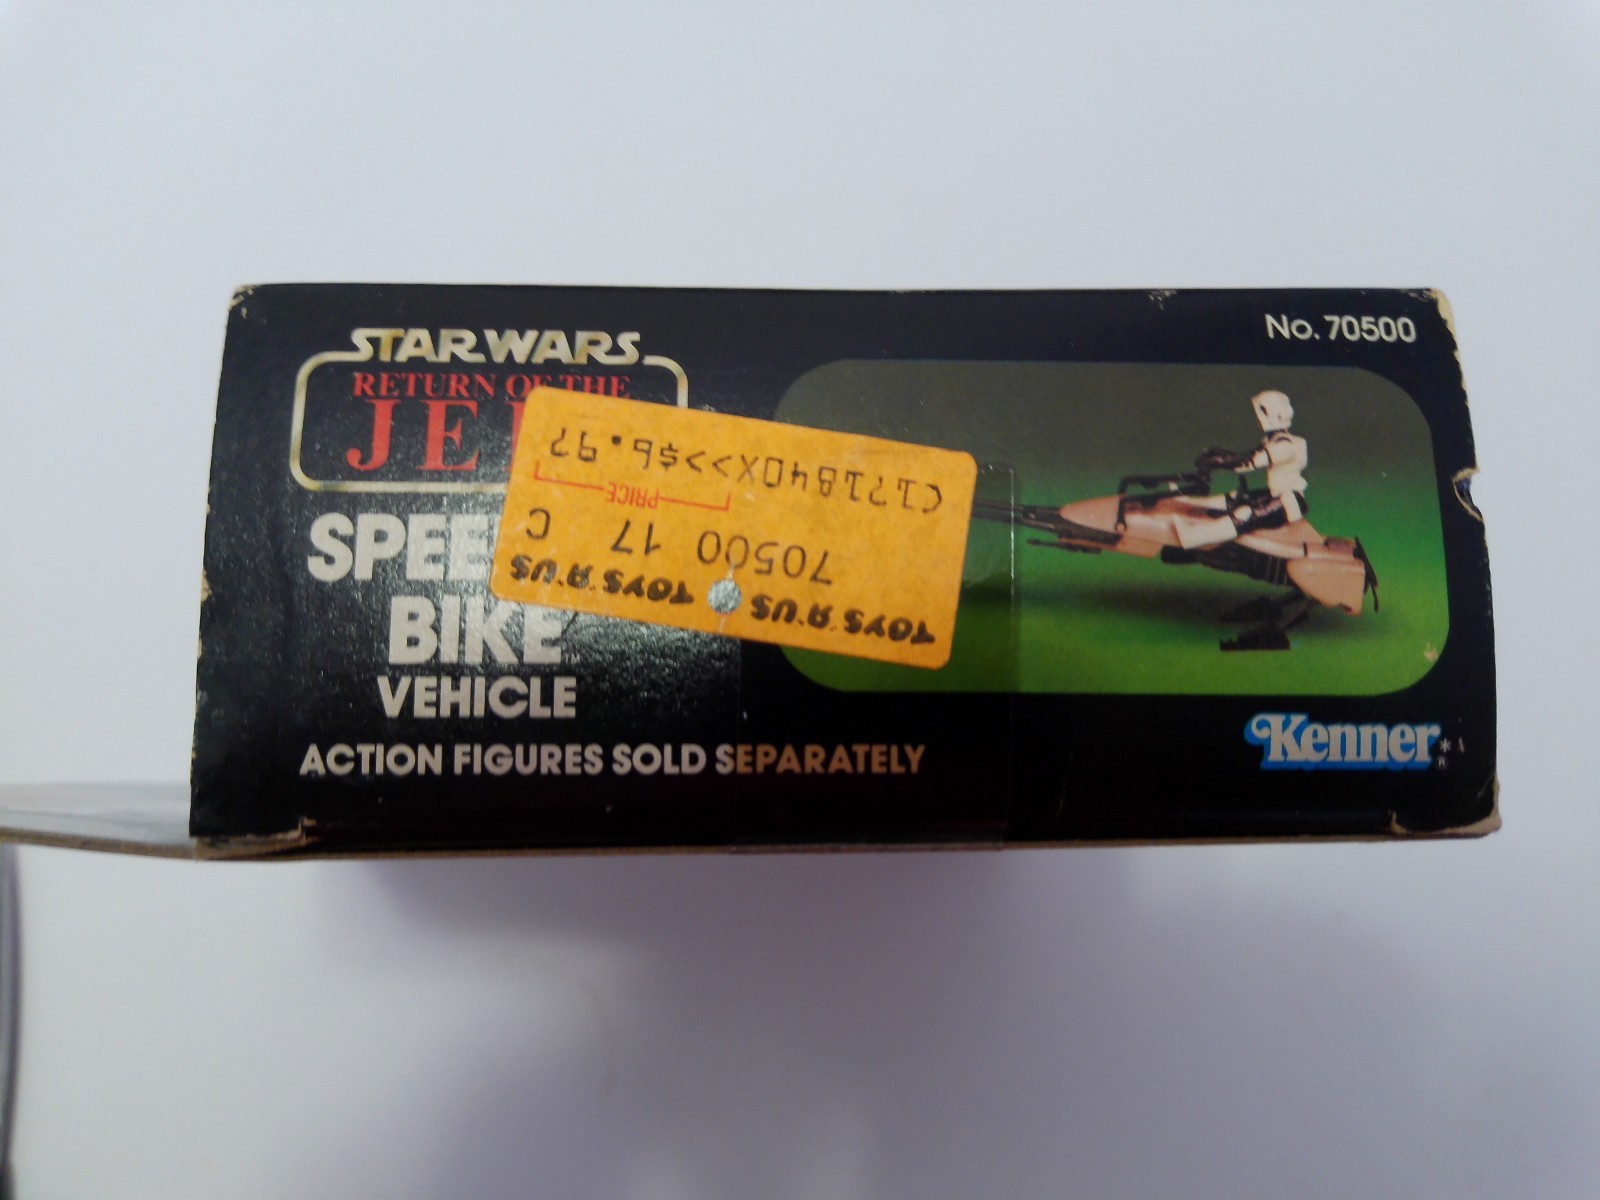 STAR WARS
RETURN OF THE
JE
SPEE
BIKE
VEHICLE
ACTION FIGURES SOLD SEPARATELY
No. 70500
Kenner*®
TOYS "R" US TOYS "R" US
70500 17 C
PRICE
C171840X>>$6.97